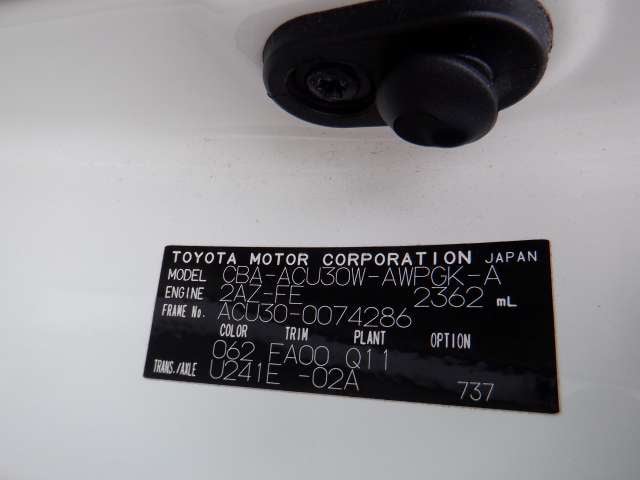 TOYOTA MOTOR CORPORATION JAPAN
MODEL CBA-ACU30W-AWPGK-A
ENGINE 2AZ-FE 2362 mL
FRAME No. ACU30-0074286
COLOR TRIM PLANT OPTION
062 EA00 Q11
TRANS./AXLE U241E -02A 737